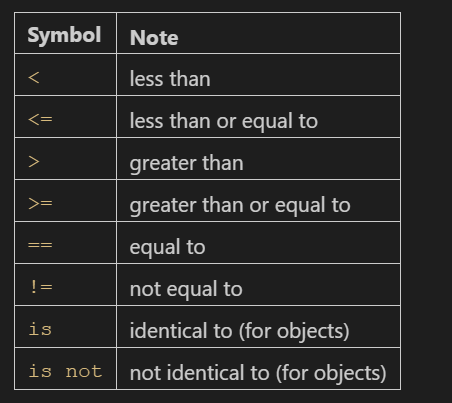 Symbol Note
< less than
<= less than or equal to
> greater than
>= greater than or equal to
== equal to
!= not equal to
is identical to (for objects)
is not not identical to (for objects)